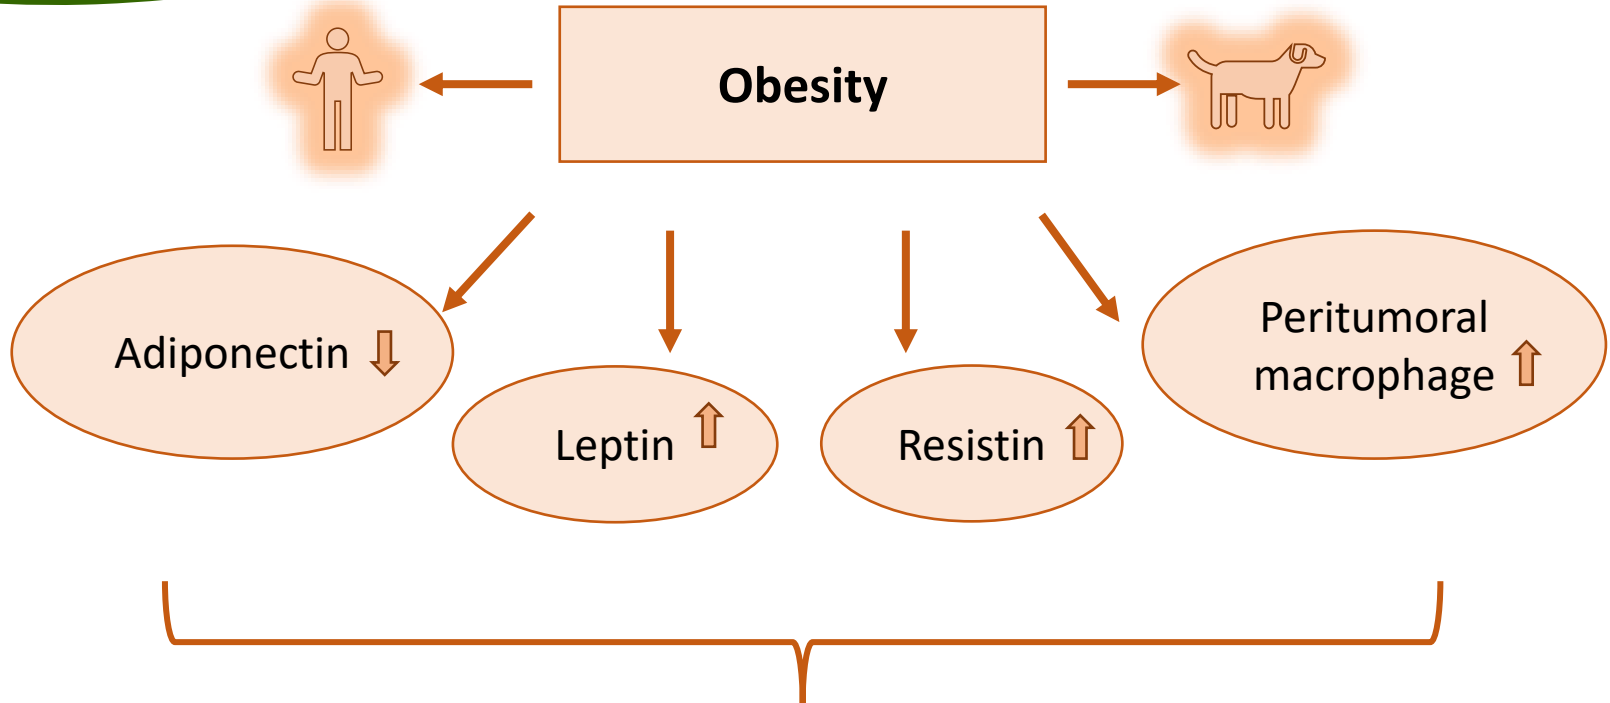 Obesity
Adiponectin
Leptin
Resistin
Peritumoral
macrophage